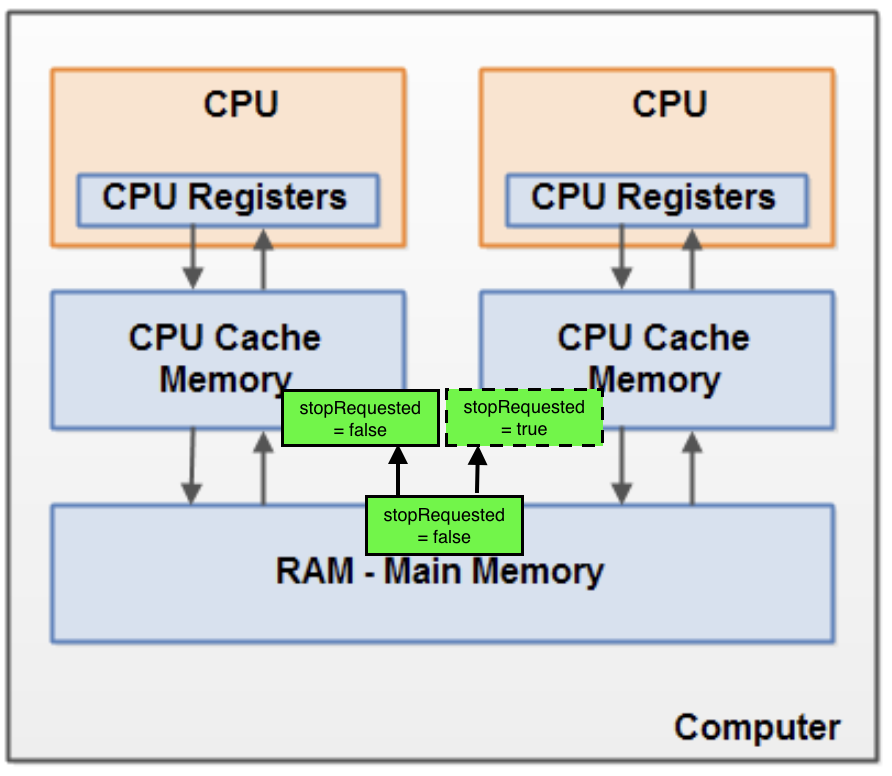 CPU
CPU
CPU Registers
CPU Registers
CPU Cache
Memory
CPU Cache
Memory
stopRequested
= false
stopRequested
= true
stopRequested
= false
RAM - Main Memory
Computer